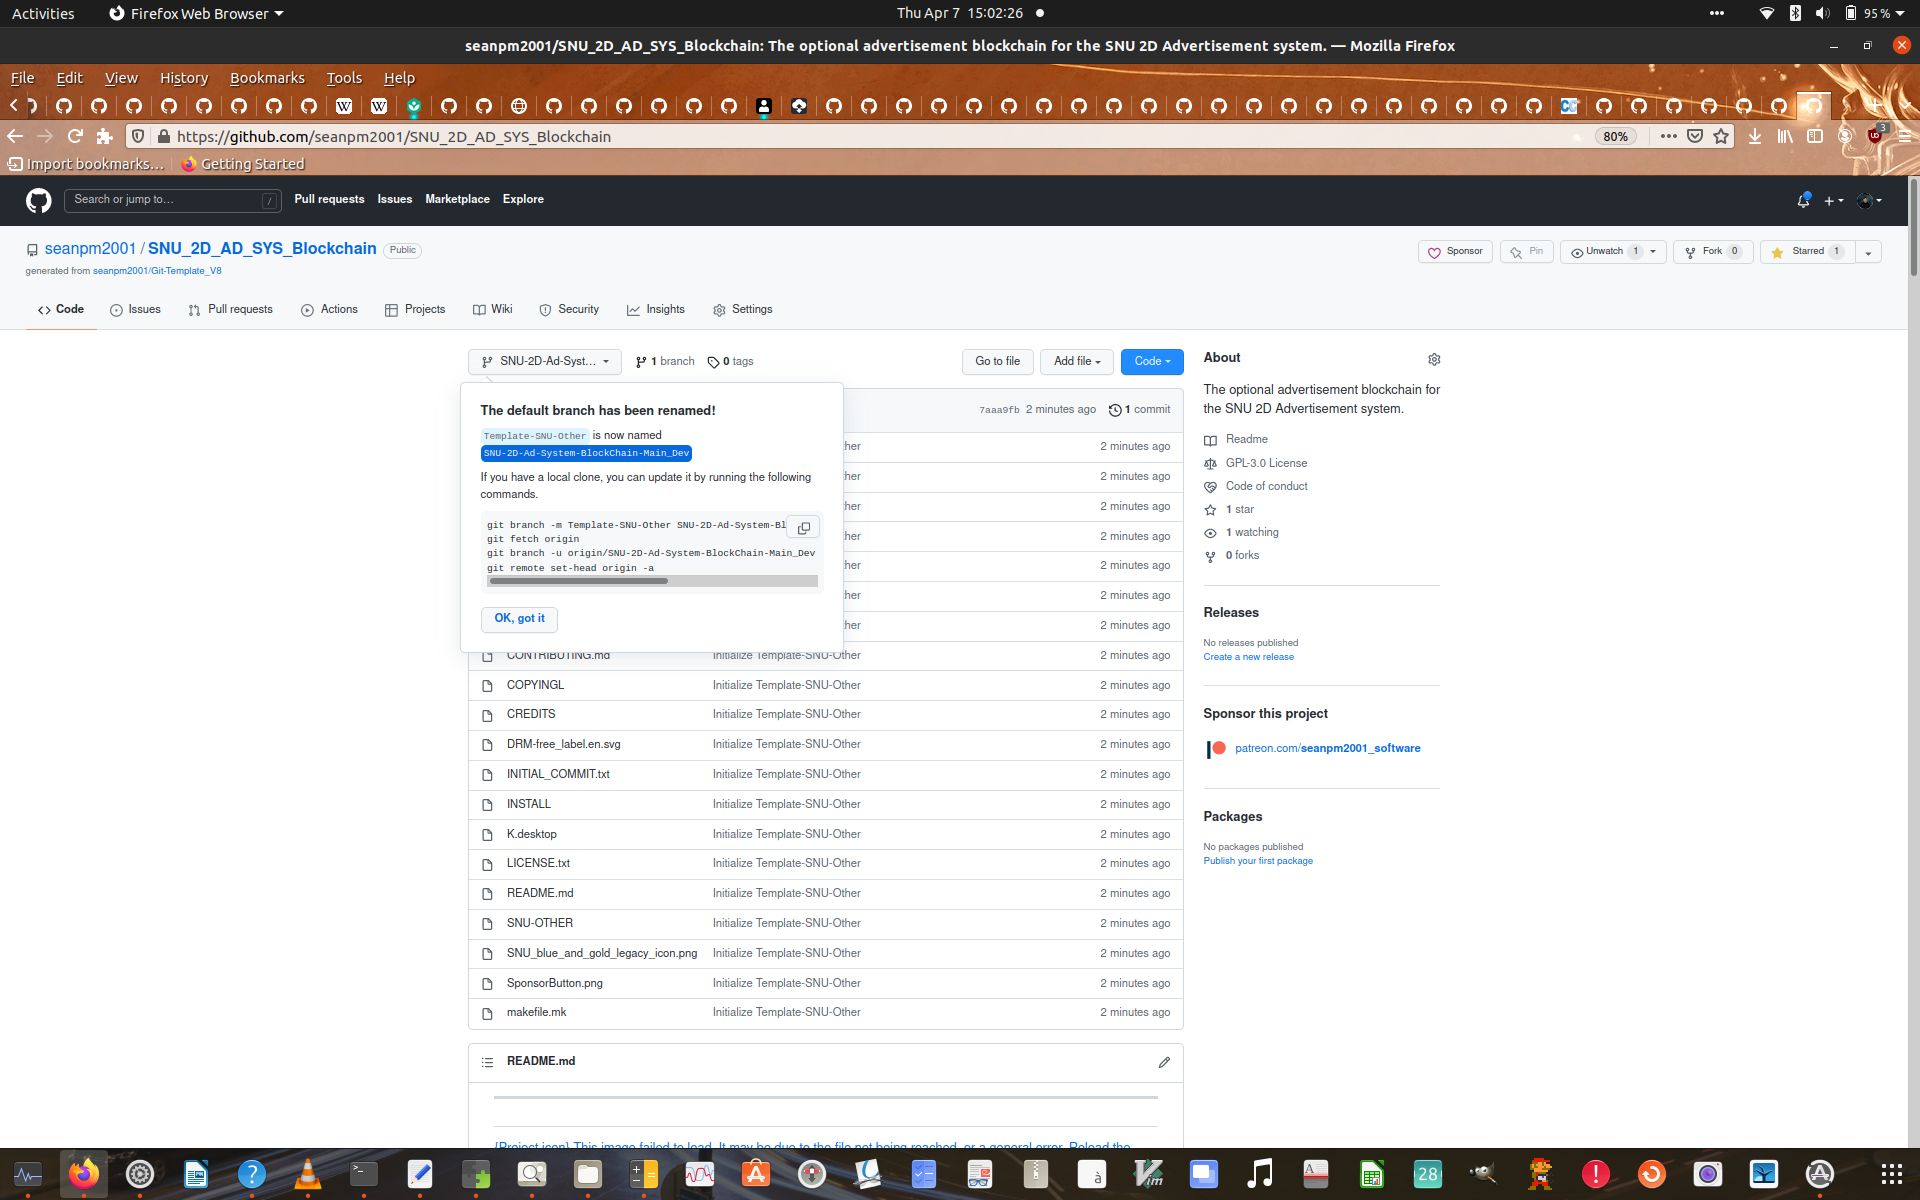 Activities
Firefox Web Browser
Thu Apr 7 15:02:26
95 %
seanpm2001/SNU_2D_AD_SYS_Blockchain: The optional advertisement blockchain for the SNU 2D Advertisement system. — Mozilla Firefox
File Edit View History Bookmarks Tools Help
https://github.com/seanpm2001/SNU_2D_AD_SYS_Blockchain
80%
3
Import bookmarks...
Getting Started
Search or jump to...
/
Pull requests Issues Marketplace Explore
seanpm2001 / SNU_2D_AD_SYS_Blockchain Public
generated from seanpm2001/Git-Template_V8
Sponsor
Pin
Unwatch 1
Fork 0
Starred 1
Code
Issues
Pull requests
Actions
Projects
Wiki
Security
Insights
Settings
SNU-2D-Ad-Syst...
1 branch
0 tags
Go to file
Add file
Code
The default branch has been renamed!
Template-SNU-Other is now named
SNU-2D-Ad-System-BlockChain-Main_Dev
If you have a local clone, you can update it by running the following
commands.
git branch -m Template-SNU-Other SNU-2D-Ad-System-Bl
git fetch origin
git branch -u origin/SNU-2D-Ad-System-BlockChain-Main_Dev
git remote set-head origin -a
OK, got it
7aaa9fb 2 minutes ago 1 commit
her 2 minutes ago
her 2 minutes ago
her 2 minutes ago
her 2 minutes ago
her 2 minutes ago
her 2 minutes ago
her 2 minutes ago
CONTRIBUTING.md Initialize Template-SNU-Other 2 minutes ago
COPYINGL Initialize Template-SNU-Other 2 minutes ago
CREDITS Initialize Template-SNU-Other 2 minutes ago
DRM-free_label.en.svg Initialize Template-SNU-Other 2 minutes ago
INITIAL_COMMIT.txt Initialize Template-SNU-Other 2 minutes ago
INSTALL Initialize Template-SNU-Other 2 minutes ago
K.desktop Initialize Template-SNU-Other 2 minutes ago
LICENSE.txt Initialize Template-SNU-Other 2 minutes ago
README.md Initialize Template-SNU-Other 2 minutes ago
SNU-OTHER Initialize Template-SNU-Other 2 minutes ago
SNU_blue_and_gold_legacy_icon.png Initialize Template-SNU-Other 2 minutes ago
SponsorButton.png Initialize Template-SNU-Other 2 minutes ago
makefile.mk Initialize Template-SNU-Other 2 minutes ago
README.md
{Project icon} This image failed to load. It may be due to the file not being reached, or a general error. Reload the
About
The optional advertisement blockchain for
the SNU 2D Advertisement system.
Readme
GPL-3.0 License
Code of conduct
1 star
1 watching
0 forks
Releases
No releases published
Create a new release
Sponsor this project
patreon.com/seanpm2001_software
Packages
No packages published
Publish your first package
28